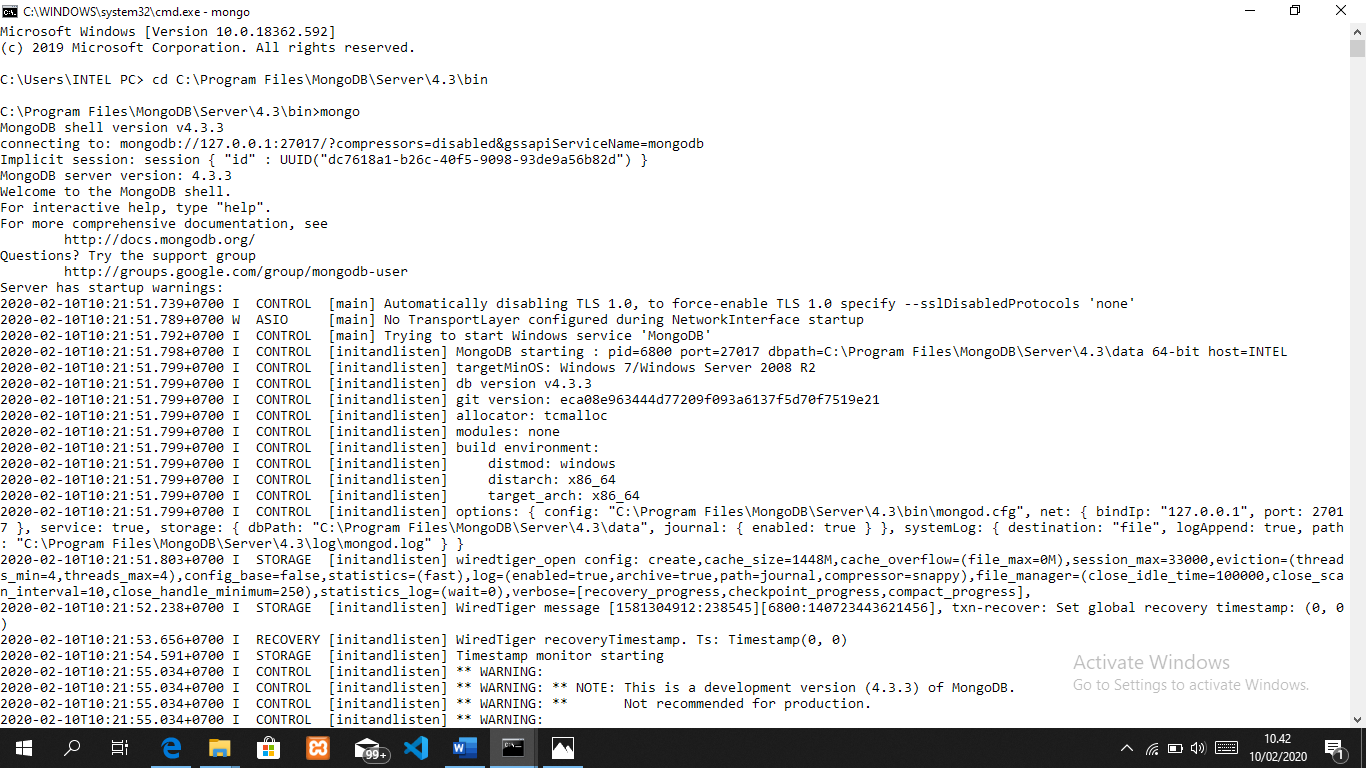 C:\WINDOWS\system32\cmd.exe - mongo
Microsoft Windows [Version 10.0.18362.592]
(c) 2019 Microsoft Corporation. All rights reserved.
C:\Users\INTEL PC> cd C:\Program Files\MongoDB\Server\4.3\bin
C:\Program Files\MongoDB\Server\4.3\bin>mongo
MongoDB shell version v4.3.3
connecting to: mongodb://127.0.0.1:27017/?compressors=disabled&gssapiServiceName=mongodb
Implicit session: session { "id" : UUID("dc7618a1-b26c-40f5-9098-93de9a56b82d") }
MongoDB server version: 4.3.3
Welcome to the MongoDB shell.
For interactive help, type "help".
For more comprehensive documentation, see
        http://docs.mongodb.org/
Questions? Try the support group
        http://groups.google.com/group/mongodb-user
Server has startup warnings:
2020-02-10T10:21:51.739+0700 I  CONTROL  [main] Automatically disabling TLS 1.0, to force-enable TLS 1.0 specify --sslDisabledProtocols 'none'
2020-02-10T10:21:51.789+0700 W  ASIO     [main] No TransportLayer configured during NetworkInterface startup
2020-02-10T10:21:51.792+0700 I  CONTROL  [main] Trying to start Windows service 'MongoDB'
2020-02-10T10:21:51.798+0700 I  CONTROL  [initandlisten] MongoDB starting : pid=6800 port=27017 dbpath=C:\Program Files\MongoDB\Server\4.3\data 64-bit host=INTEL
2020-02-10T10:21:51.799+0700 I  CONTROL  [initandlisten] targetMinOS: Windows 7/Windows Server 2008 R2
2020-02-10T10:21:51.799+0700 I  CONTROL  [initandlisten] db version v4.3.3
2020-02-10T10:21:51.799+0700 I  CONTROL  [initandlisten] git version: eca08e963444d77209f093a6137f5d70f7519e21
2020-02-10T10:21:51.799+0700 I  CONTROL  [initandlisten] allocator: tcmalloc
2020-02-10T10:21:51.799+0700 I  CONTROL  [initandlisten] modules: none
2020-02-10T10:21:51.799+0700 I  CONTROL  [initandlisten] build environment:
2020-02-10T10:21:51.799+0700 I  CONTROL  [initandlisten]     distmod: windows
2020-02-10T10:21:51.799+0700 I  CONTROL  [initandlisten]     distarch: x86_64
2020-02-10T10:21:51.799+0700 I  CONTROL  [initandlisten]     target_arch: x86_64
2020-02-10T10:21:51.799+0700 I  CONTROL  [initandlisten] options: { config: "C:\Program Files\MongoDB\Server\4.3\bin\mongod.cfg", net: { bindIp: "127.0.0.1", port: 2701
7 }, service: true, storage: { dbPath: "C:\Program Files\MongoDB\Server\4.3\data", journal: { enabled: true } }, systemLog: { destination: "file", logAppend: true, path
: "C:\Program Files\MongoDB\Server\4.3\log\mongod.log" } }
2020-02-10T10:21:51.803+0700 I  STORAGE  [initandlisten] wiredtiger_open config: create,cache_size=1448M,cache_overflow=(file_max=0M),session_max=33000,eviction=(thread
s_min=4,threads_max=4),config_base=false,statistics=(fast),log=(enabled=true,archive=true,path=journal,compressor=snappy),file_manager=(close_idle_time=100000,close_sca
n_interval=10,close_handle_minimum=250),statistics_log=(wait=0),verbose=[recovery_progress,checkpoint_progress,compact_progress],
2020-02-10T10:21:52.238+0700 I  STORAGE  [initandlisten] WiredTiger message [1581304912:238545][6800:140723443621456], txn-recover: Set global recovery timestamp: (0, 0
)
2020-02-10T10:21:53.656+0700 I  RECOVERY [initandlisten] WiredTiger recoveryTimestamp. Ts: Timestamp(0, 0)
2020-02-10T10:21:54.591+0700 I  STORAGE  [initandlisten] Timestamp monitor starting
2020-02-10T10:21:55.034+0700 I  CONTROL  [initandlisten] ** WARNING:
2020-02-10T10:21:55.034+0700 I  CONTROL  [initandlisten] ** WARNING: ** NOTE: This is a development version (4.3.3) of MongoDB.
2020-02-10T10:21:55.034+0700 I  CONTROL  [initandlisten] ** WARNING: **       Not recommended for production.
2020-02-10T10:21:55.034+0700 I  CONTROL  [initandlisten] ** WARNING:
Activate Windows
Go to Settings to activate Windows.
99+
10.42
10/02/2020
1